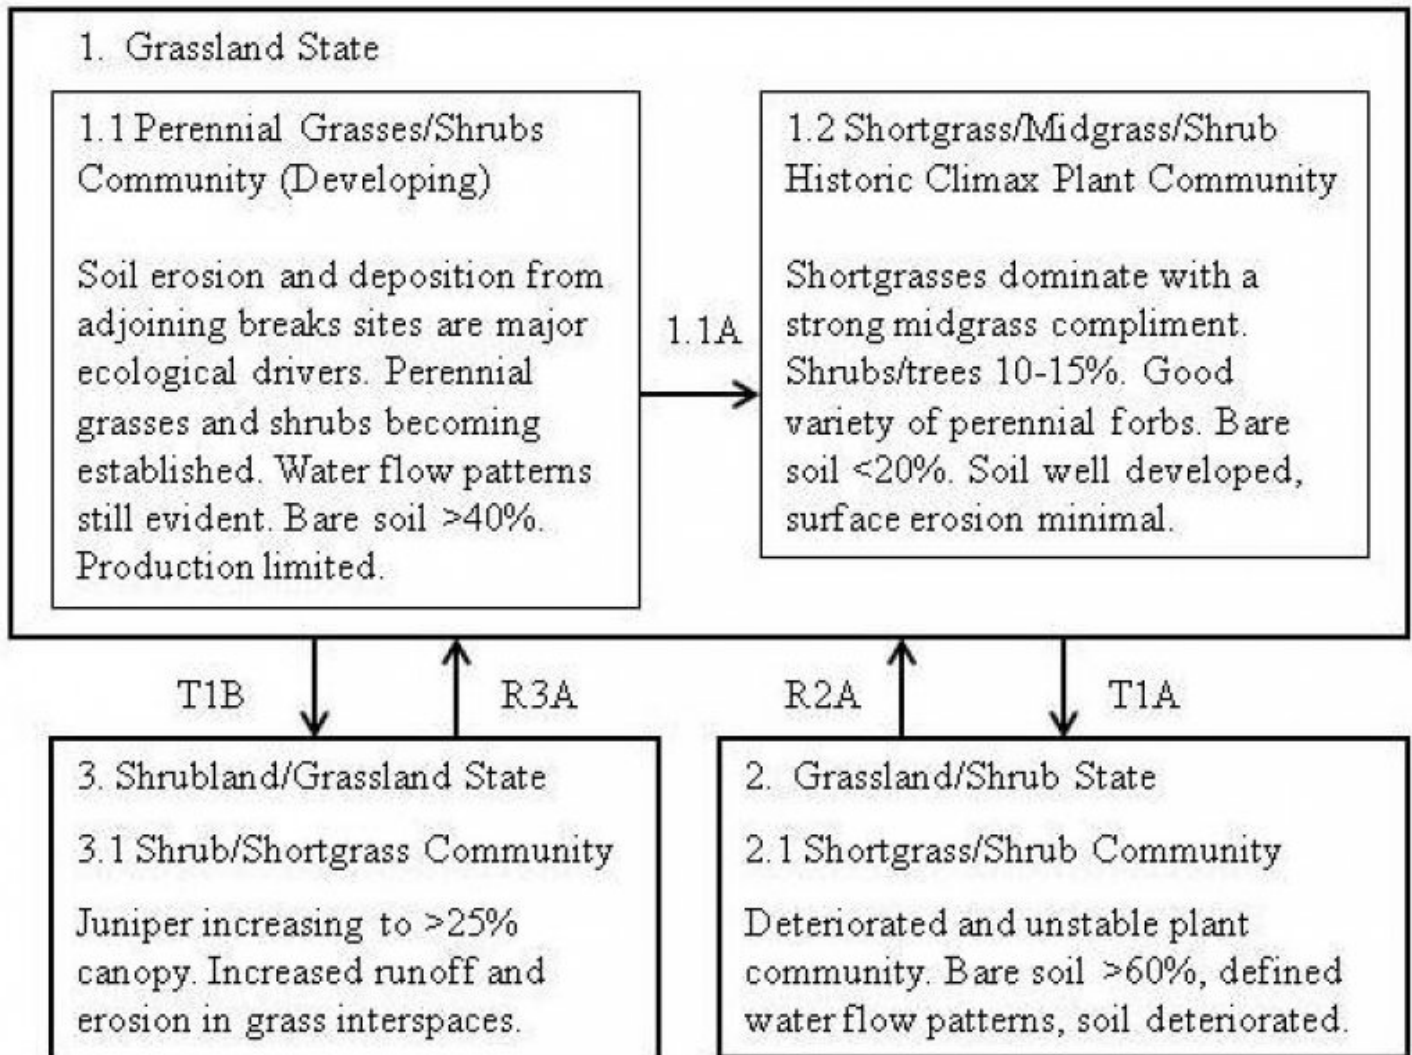 1. Grassland State
1.1 Perennial Grasses/Shrubs
Community (Developing)
Soil erosion and deposition from
adjoining breaks sites are major
ecological drivers. Perennial
grasses and shrubs becoming
established. Water flow patterns
still evident. Bare soil >40%.
Production limited.
1.1A
1.2 Shortgrass/Midgrass/Shrub
Historic Climax Plant Community
Shortgrasses dominate with a
strong midgrass compliment.
Shrubs/trees 10-15%. Good
variety of perennial forbs. Bare
soil <20%. Soil well developed,
surface erosion minimal.
T1B
R3A
R2A
T1A
3. Shrubland/Grassland State
3.1 Shrub/Shortgrass Community
Juniper increasing to >25%
canopy. Increased runoff and
erosion in grass interspaces.
2. Grassland/Shrub State
2.1 Shortgrass/Shrub Community
Deteriorated and unstable plant
community. Bare soil >60%, defined
water flow patterns, soil deteriorated.